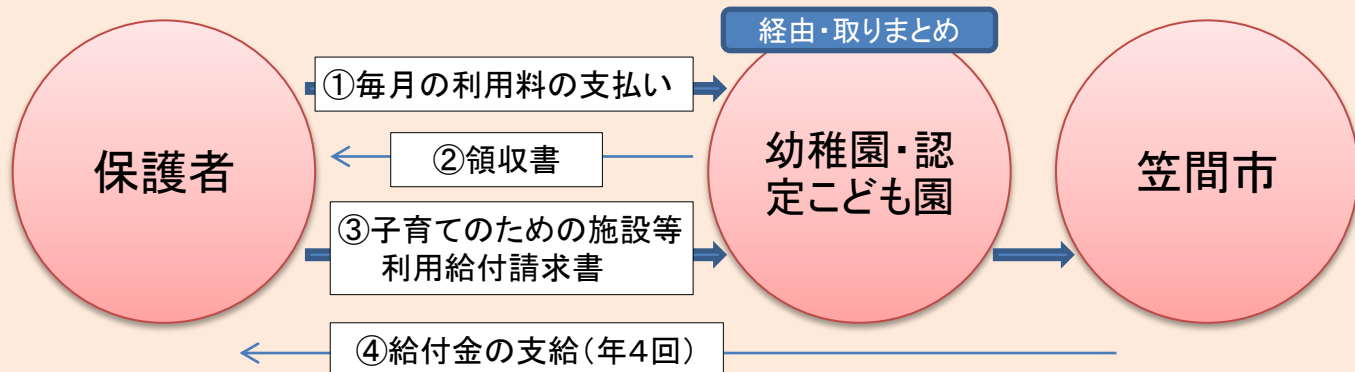 経由・取りまとめ
①毎月の利用料の支払い
②領収書
保護者
幼稚園・認
定こども園
笠間市
③子育てのための施設等
利用給付請求書
④給付金の支給（年４回）